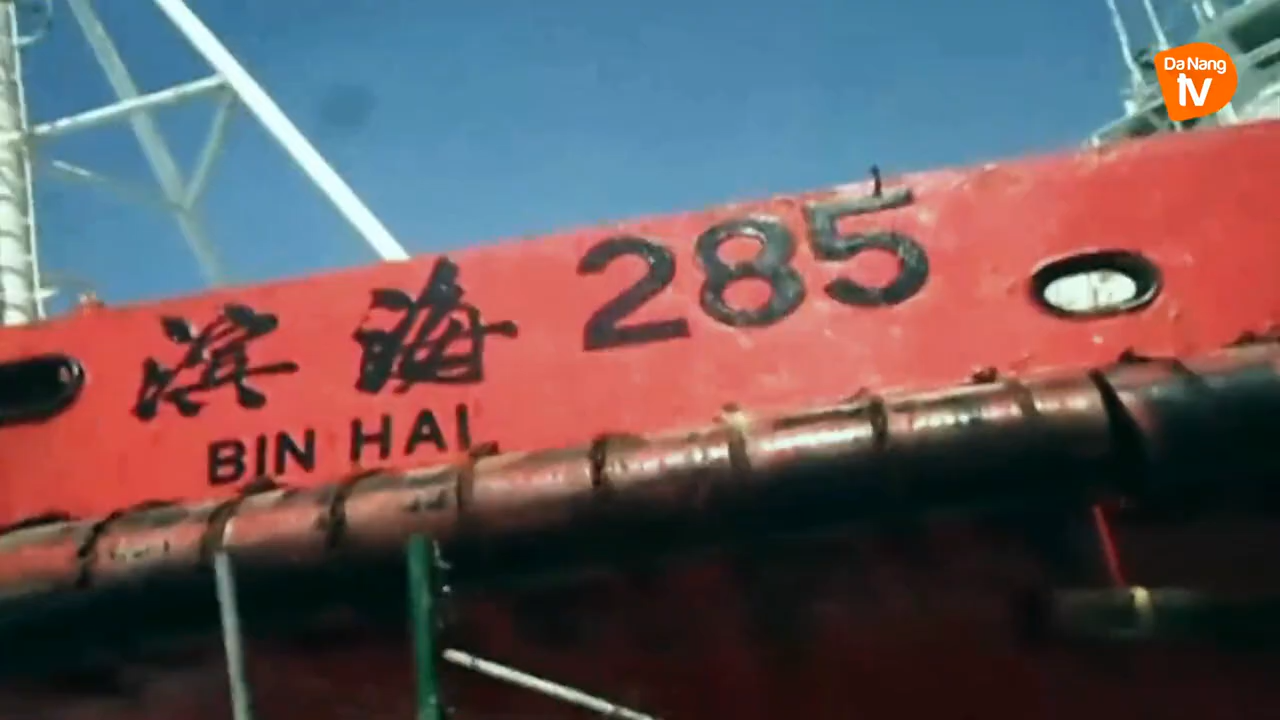 Da Nang
tv
滨海 285
BIN HAI